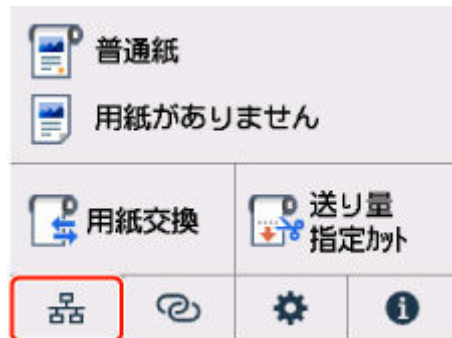 普通紙
用紙がありません
用紙交換
送り量
指定ｶｯﾄ